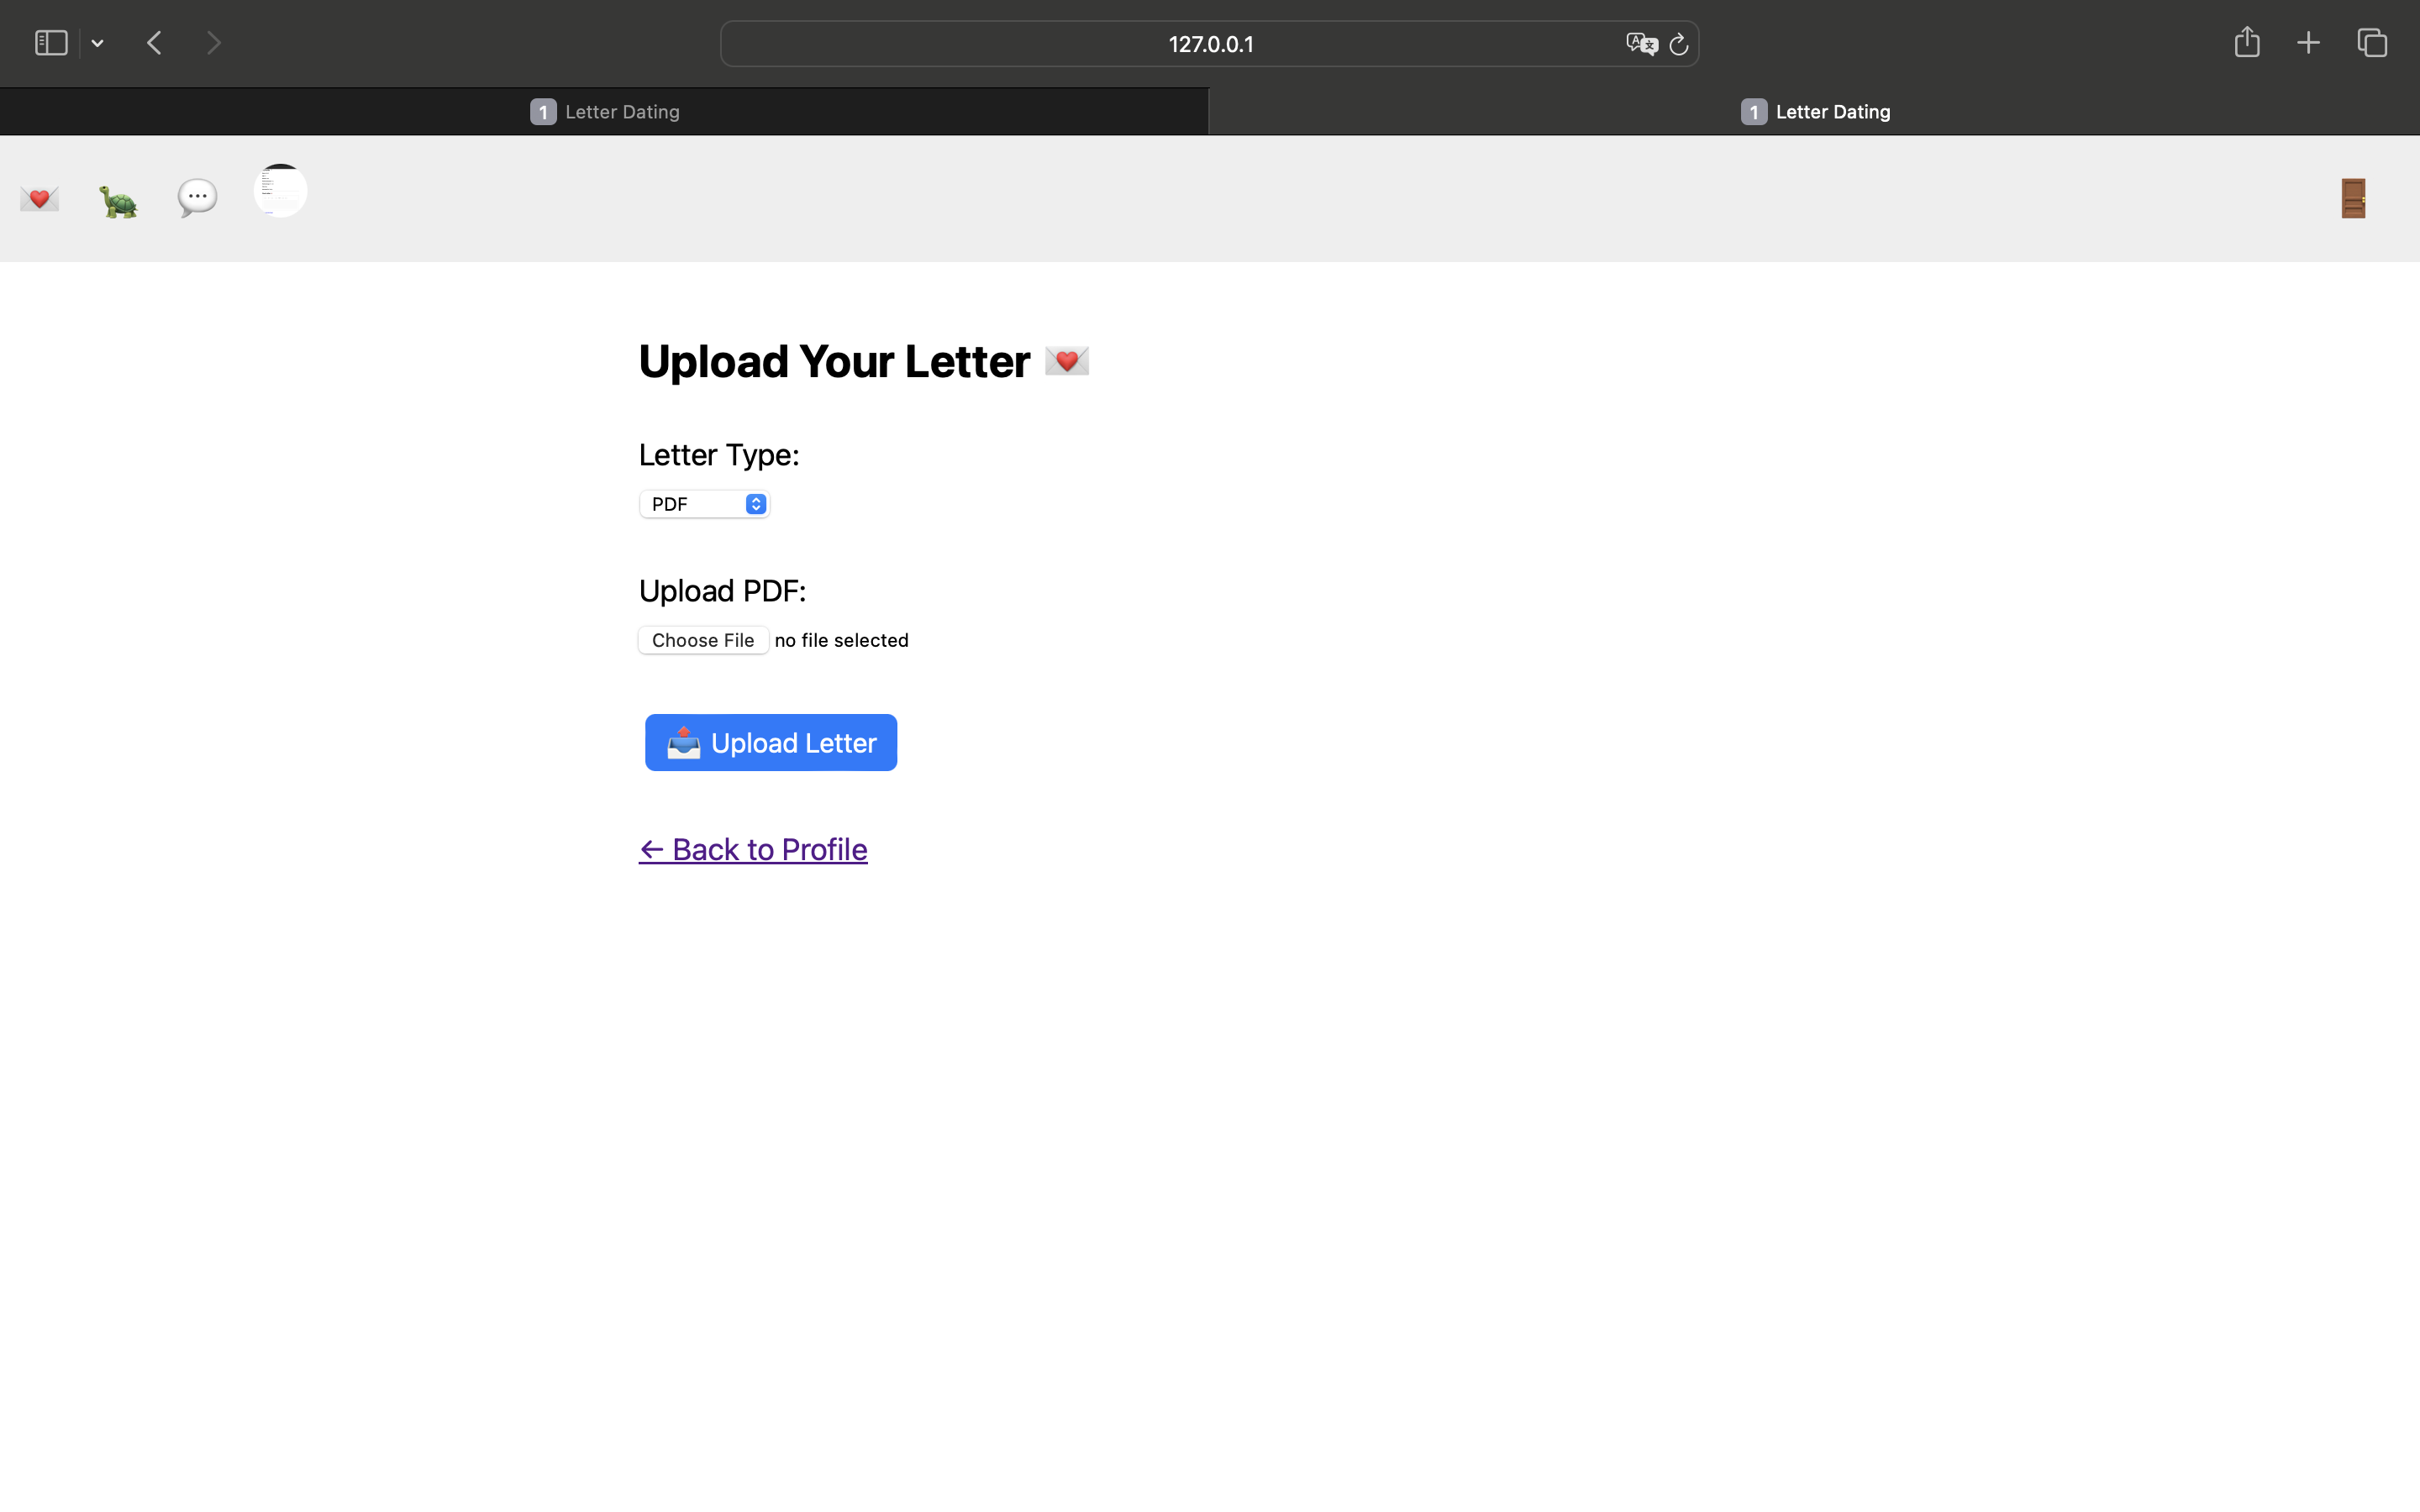 127.0.0.1
1 Letter Dating
1 Letter Dating
Upload Your Letter 💌
Letter Type:
PDF
Upload PDF:
Choose File no file selected
📤 Upload Letter
← Back to Profile